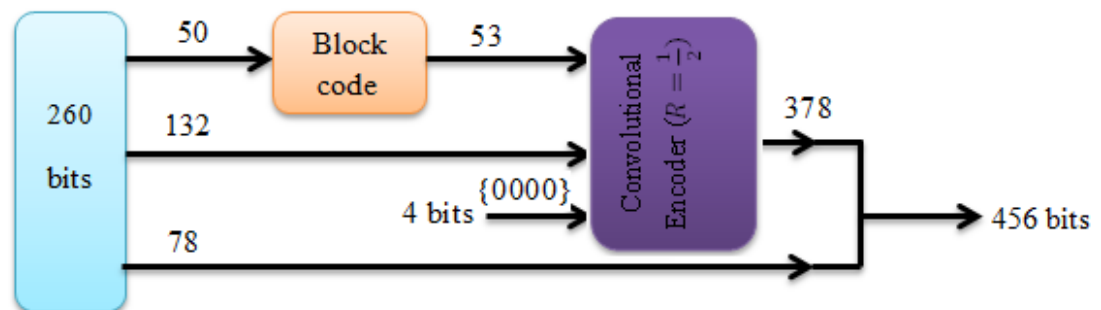 260
bits
50
Block
code
53
132
{0000}
4 bits
78
Convolutional
Encoder (R = 1/2)
378
456 bits